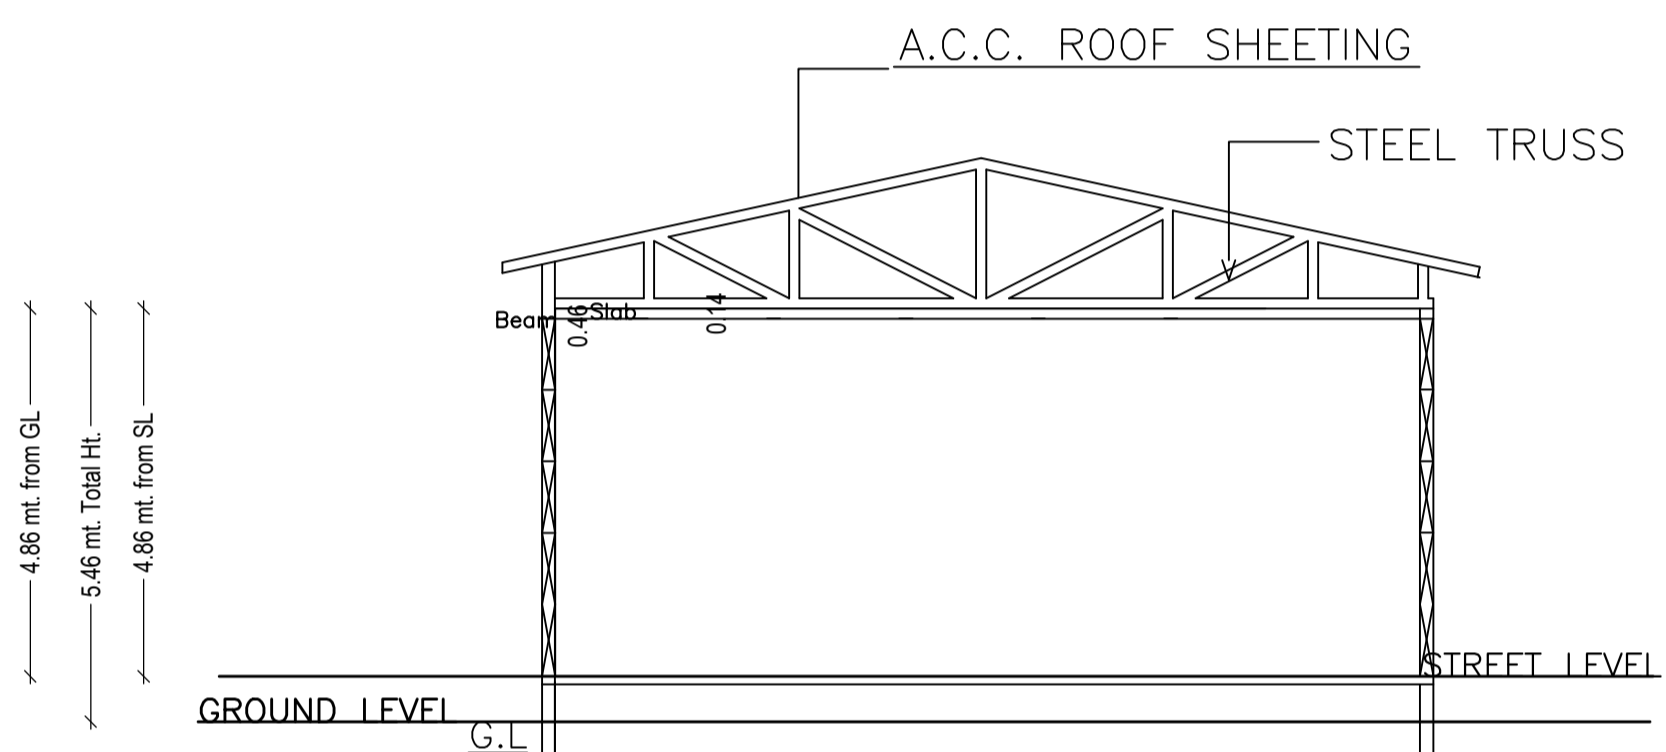 A.C.C. ROOF SHEETING
STEEL TRUSS
Beam
0.46
Slab
0.14
4.86 mt. from GL
5.46 mt. Total Ht.
4.86 mt. from SL
STREET LEVEL
GROUND LEVEL
G.L